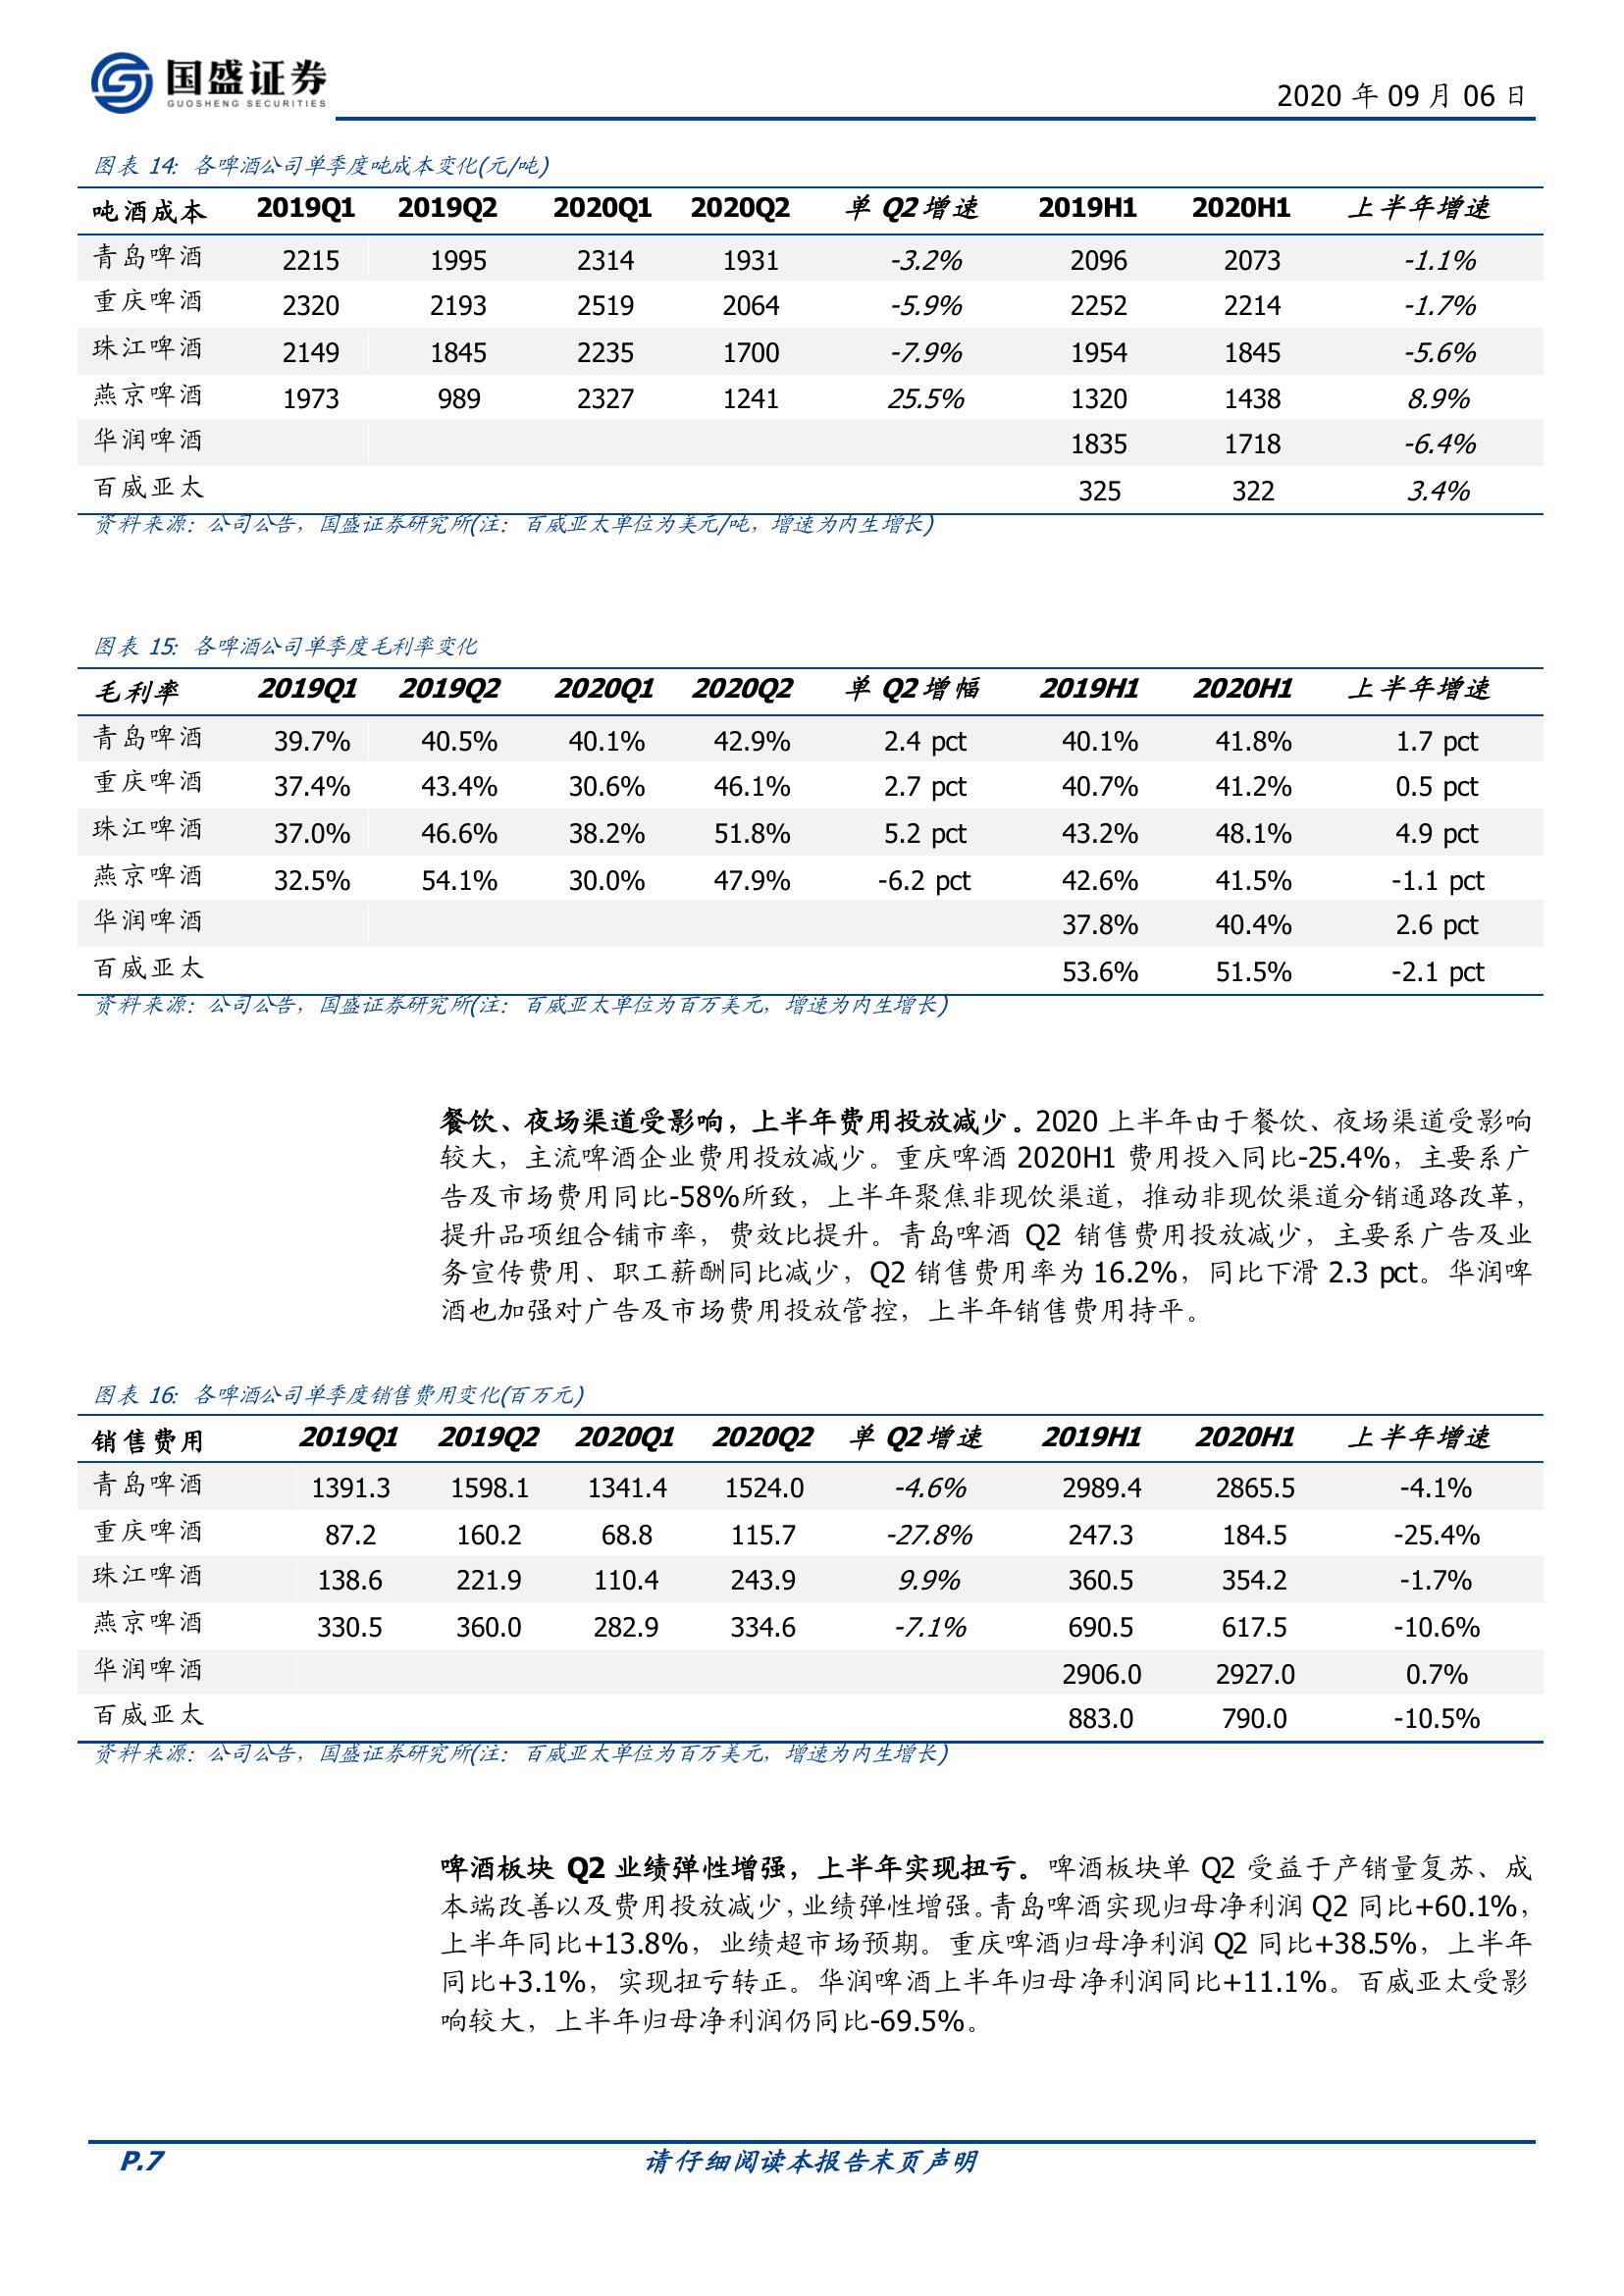 国盛证券
GUOSHENG SECURITIES
2020 年 09 月 06 日
图表 14: 各啤酒公司单季度吨成本变化(元/吨)
吨酒成本 2019Q1 2019Q2 2020Q1 2020Q2 单 Q2 增速 2019H1 2020H1 上半年增速
青岛啤酒 2215 1995 2314 1931 -3.2% 2096 2073 -1.1%
重庆啤酒 2320 2193 2519 2064 -5.9% 2252 2214 -1.7%
珠江啤酒 2149 1845 2235 1700 -7.9% 1954 1845 -5.6%
燕京啤酒 1973 989 2327 1241 25.5% 1320 1438 8.9%
华润啤酒 1835 1718 -6.4%
百威亚太 325 322 3.4%
资料来源：公司公告，国盛证券研究所(注：百威亚太单位为美元/吨，增速为内生增长)
图表 15: 各啤酒公司单季度毛利率变化
毛利率 2019Q1 2019Q2 2020Q1 2020Q2 单 Q2 增幅 2019H1 2020H1 上半年增速
青岛啤酒 39.7% 40.5% 40.1% 42.9% 2.4 pct 40.1% 41.8% 1.7 pct
重庆啤酒 37.4% 43.4% 30.6% 46.1% 2.7 pct 40.7% 41.2% 0.5 pct
珠江啤酒 37.0% 46.6% 38.2% 51.8% 5.2 pct 43.2% 48.1% 4.9 pct
燕京啤酒 32.5% 54.1% 30.0% 47.9% -6.2 pct 42.6% 41.5% -1.1 pct
华润啤酒 37.8% 40.4% 2.6 pct
百威亚太 53.6% 51.5% -2.1 pct
资料来源：公司公告，国盛证券研究所(注：百威亚太单位为百万美元，增速为内生增长)
餐饮、夜场渠道受影响，上半年费用投放减少。2020 上半年由于餐饮、夜场渠道受影响
较大，主流啤酒企业费用投放减少。重庆啤酒 2020H1 费用投入同比-25.4%，主要系广
告及市场费用同比-58%所致，上半年聚焦非现饮渠道，推动非现饮渠道分销通路改革，
提升品项组合铺市率，费效比提升。青岛啤酒 Q2 销售费用投放减少，主要系广告及业
务宣传费用、职工薪酬同比减少，Q2 销售费用率为 16.2%，同比下滑 2.3 pct。华润啤
酒也加强对广告及市场费用投放管控，上半年销售费用持平。
图表 16: 各啤酒公司单季度销售费用变化(百万元)
销售费用 2019Q1 2019Q2 2020Q1 2020Q2 单 Q2 增速 2019H1 2020H1 上半年增速
青岛啤酒 1391.3 1598.1 1341.4 1524.0 -4.6% 2989.4 2865.5 -4.1%
重庆啤酒 87.2 160.2 68.8 115.7 -27.8% 247.3 184.5 -25.4%
珠江啤酒 138.6 221.9 110.4 243.9 9.9% 360.5 354.2 -1.7%
燕京啤酒 330.5 360.0 282.9 334.6 -7.1% 690.5 617.5 -10.6%
华润啤酒 2906.0 2927.0 0.7%
百威亚太 883.0 790.0 -10.5%
资料来源：公司公告，国盛证券研究所(注：百威亚太单位为百万美元，增速为内生增长)
啤酒板块 Q2 业绩弹性增强，上半年实现扭亏。啤酒板块单 Q2 受益于产销量复苏、成
本端改善以及费用投放减少，业绩弹性增强。青岛啤酒实现归母净利润 Q2 同比+60.1%，
上半年同比+13.8%，业绩超市场预期。重庆啤酒归母净利润 Q2 同比+38.5%，上半年
同比+3.1%，实现扭亏转正。华润啤酒上半年归母净利润同比+11.1%。百威亚太受影
响较大，上半年归母净利润仍同比-69.5%。
P.7 请仔细阅读本报告末页声明